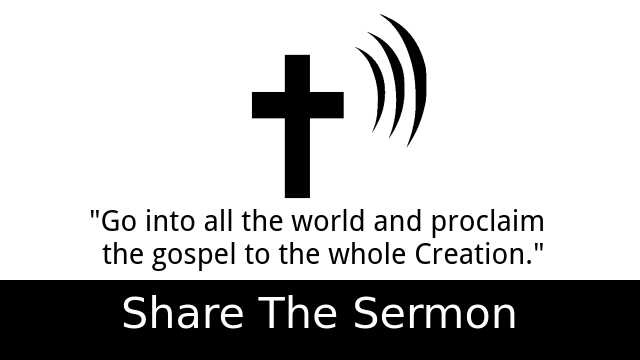 "Go into all the world and proclaim
the gospel to the whole Creation."
Share The Sermon